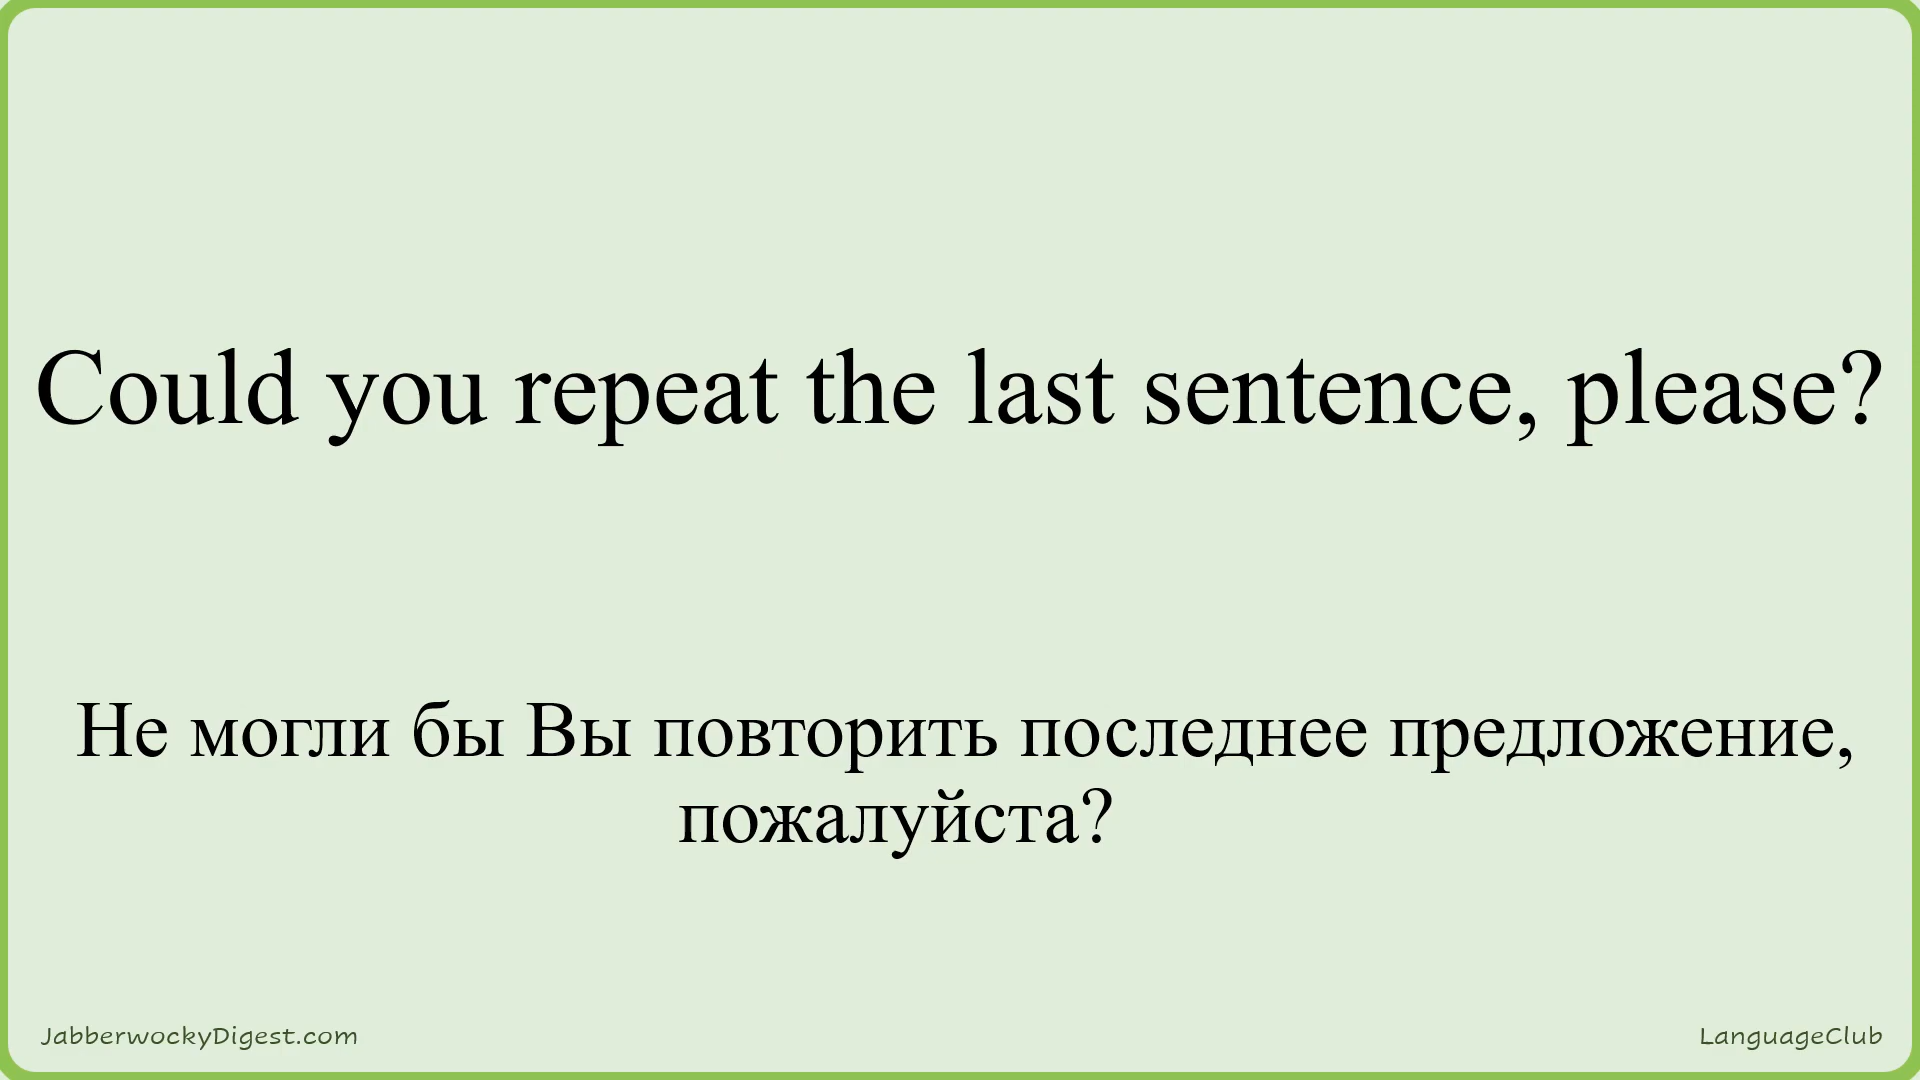 Could you repeat the last sentence, please?
Не могли бы Вы повторить последнее предложение,
пожалуйста?
JabberwockyDigest.com
LanguageClub